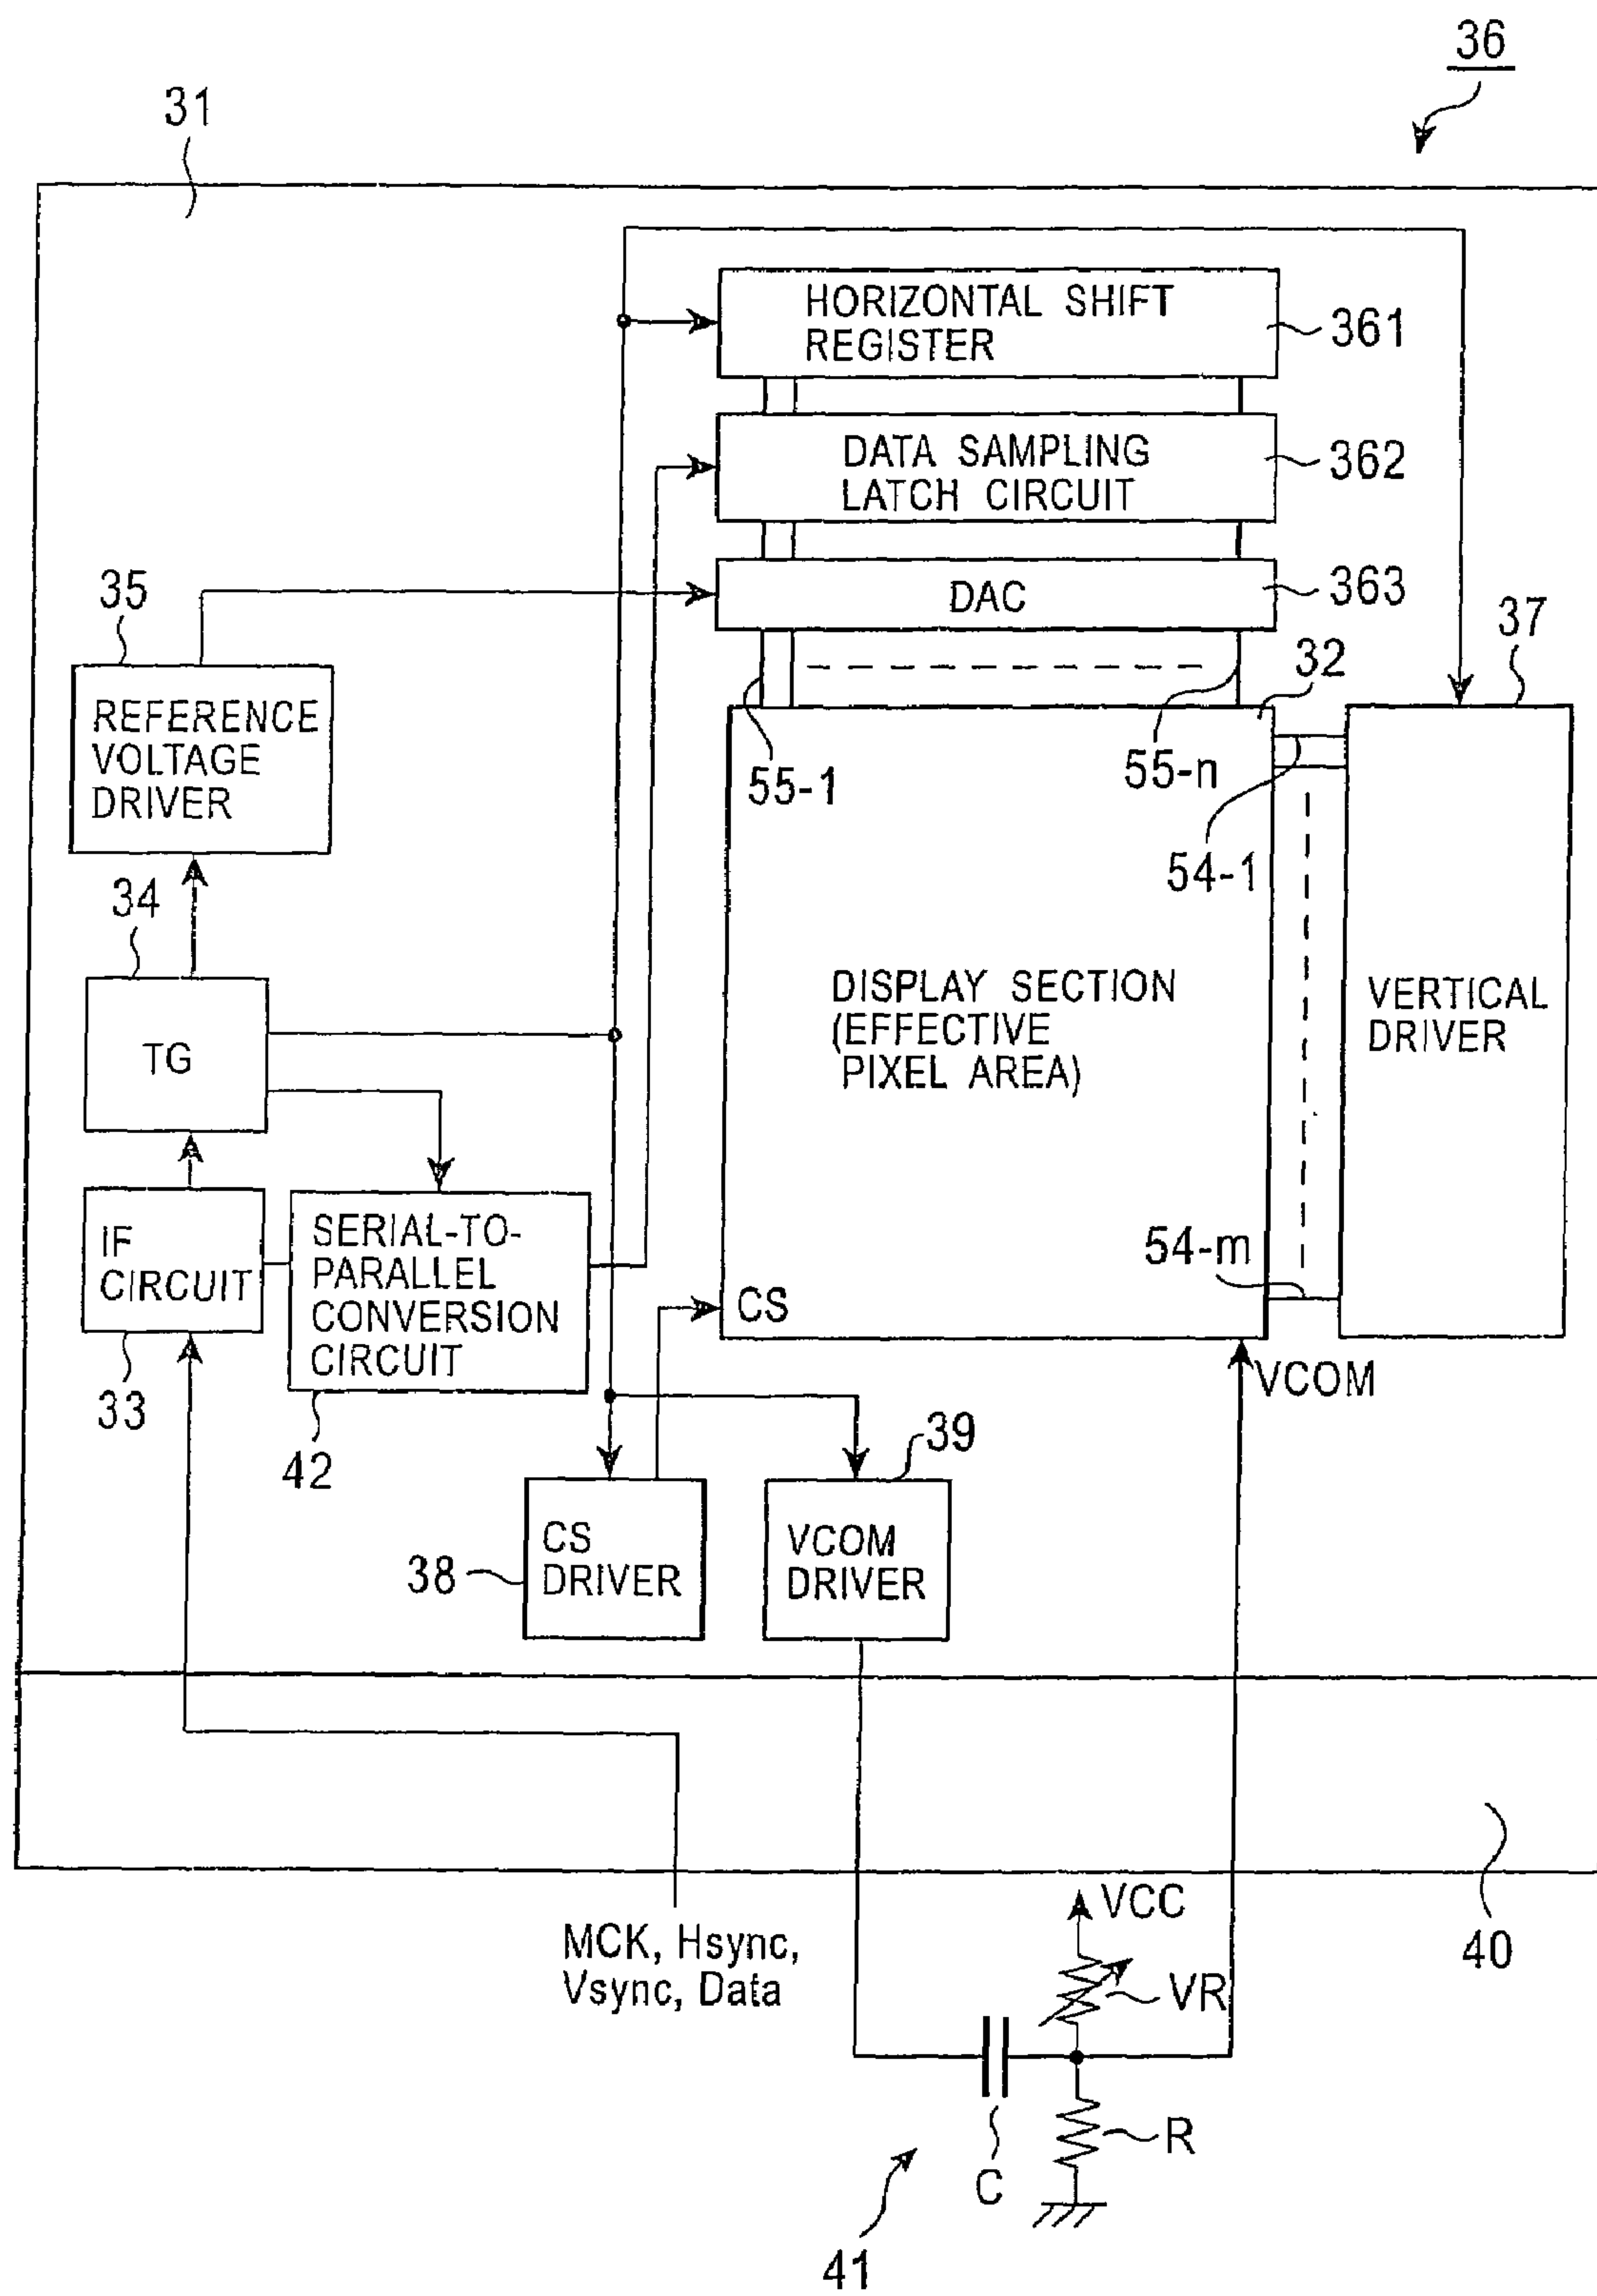 36
31
HORIZONTAL SHIFT
REGISTER
361
DATA SAMPLING
LATCH CIRCUIT
362
DAC
363
35
REFERENCE
VOLTAGE
DRIVER
37
32
55-1
55-n
54-1
34
TG
DISPLAY SECTION
(EFFECTIVE
PIXEL AREA)
VERTICAL
DRIVER
IF
CIRCUIT
33
SERIAL-TO-
PARALLEL
CONVERSION
CIRCUIT
42
54-m
CS
VCOM
39
38
CS
DRIVER
VCOM
DRIVER
MCK, Hsync,
Vsync, Data
VCC
VR
40
C
R
41